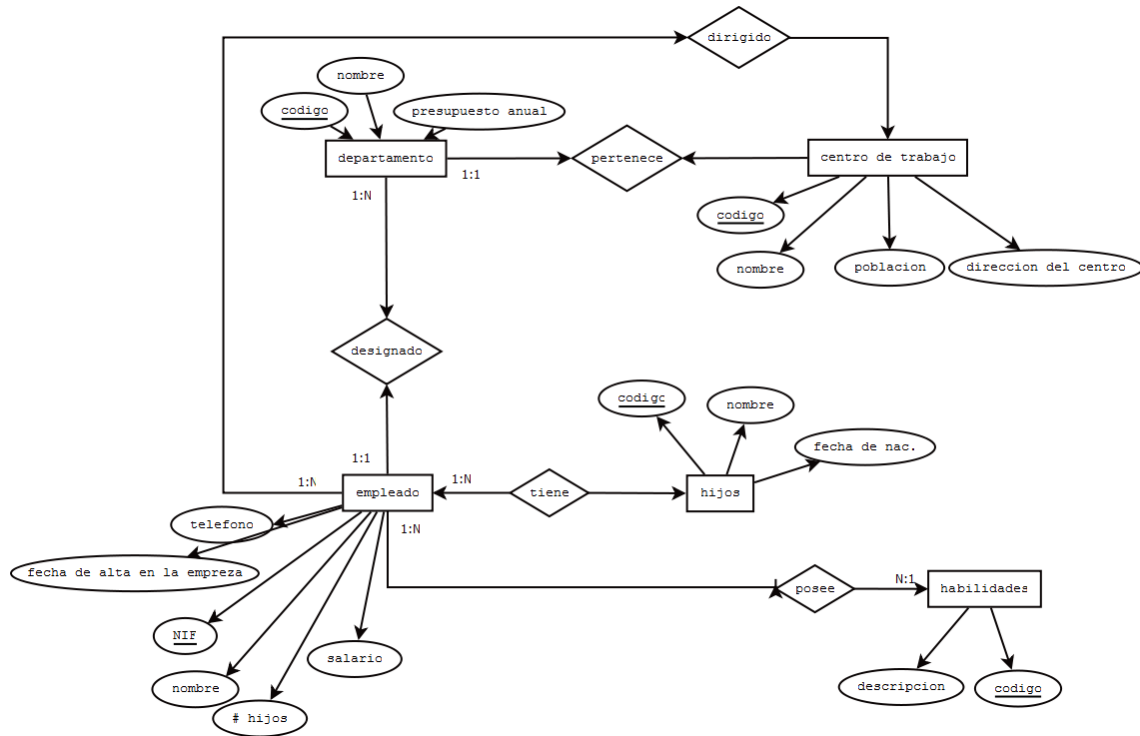 dirigido
nombre
codigo
presupuesto anual
departamento
pertenece
centro de trabajo
1:1
1:N
codigo
nombre
poblacion
direccion del centro
designado
codigo
nombre
fecha de nac.
1:1
1:N
1:N
empleado
tiene
hijos
telefono
1:N
fecha de alta en la empreza
N:1
posee
habilidades
NIF
salario
nombre
descripcion
codigo
# hijos